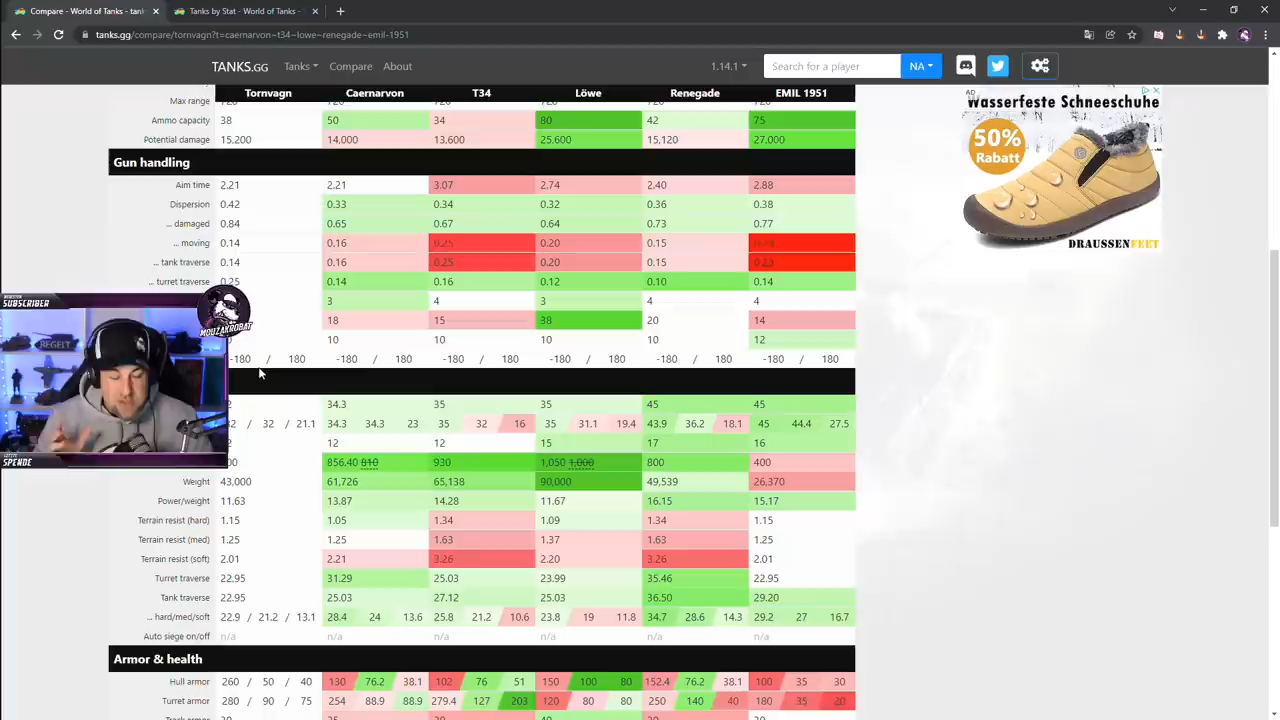 Compare - World of Tanks - tank
Tanks by Stat - World of Tanks -
tanks.gg/compare/tornvagn?t=caernarvon~t34~lowe~renegade~emil-1951
TANKS.GG Tanks Compare About 1.14.1 Search for a player NA
Tornvagn Caernarvon T34 Löwe Renegade EMIL 1951
Max range
Ammo capacity 38 50 34 80 42 75
Potential damage 15,200 14,000 13,600 25,600 15,120 27,000
Gun handling
Aim time 2.21 2.21 3.07 2.74 2.40 2.88
Dispersion 0.42 0.33 0.34 0.32 0.36 0.38
... damaged 0.84 0.65 0.67 0.64 0.73 0.77
... moving 0.14 0.16 0.25 0.20 0.15
... tank traverse 0.14 0.16 0.25 0.20 0.15 0.29
... turret traverse 0.25 0.14 0.16 0.12 0.10 0.14
3 4 3 4 4
18 15 38 20 14
10 10 10 10 12
-180 / 180 -180 / 180 -180 / 180 -180 / 180 -180 / 180 -180 / 180
34.3 35 35 45 45
/ 32 / 21.1 34.3 34.3 23 35 32 16 35 31.1 19.4 43.9 36.2 18.1 45 44.4 27.5
12 12 15 17 16
856.40 810 930 1,050 1,000 800 400
Weight 43,000 61,726 65,138 90,000 49,539 26,370
Power/weight 11.63 13.87 14.28 11.67 16.15 15.17
Terrain resist (hard) 1.15 1.05 1.34 1.09 1.34 1.15
Terrain resist (med) 1.25 1.25 1.63 1.37 1.63 1.25
Terrain resist (soft) 2.01 2.21 3.26 2.20 3.26 2.01
Turret traverse 22.95 31.29 25.03 23.99 35.46 22.95
Tank traverse 22.95 25.03 27.12 25.03 36.50 29.20
... hard/med/soft 22.9 / 21.2 / 13.1 28.4 24 13.6 25.8 21.2 10.6 23.8 19 11.8 34.7 28.6 14.3 29.2 27 16.7
Auto siege on/off n/a n/a n/a n/a n/a n/a
Armor & health
Hull armor 260 / 50 / 40 130 76.2 38.1 102 76 51 150 100 80 152.4 76.2 38.1 100 35 30
Turret armor 280 / 90 / 75 254 88.9 88.9 279.4 127 203 120 80 80 250 140 40 180 35 20
AD
Wasserfeste Schneeschuhe
50%
Rabatt
DRAUSSENFEET
SUBSCRIBER
MOUZAKROBAT
REGELT
SPENDE